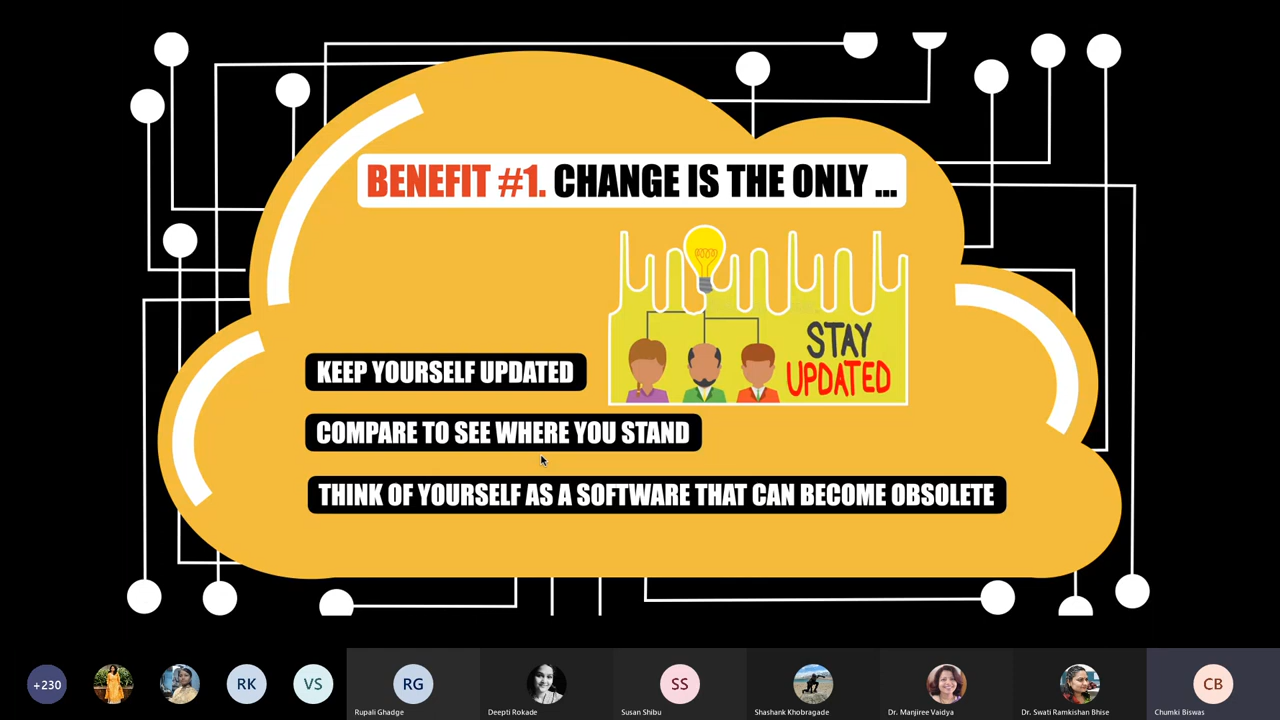 BENEFIT #1. CHANGE IS THE ONLY ...
STAY
UPDATED
KEEP YOURSELF UPDATED
COMPARE TO SEE WHERE YOU STAND
THINK OF YOURSELF AS A SOFTWARE THAT CAN BECOME OBSOLETE
+230
RK
VS
RG
SS
CB
Rupali Ghadge
Deepti Rokade
Susan Shibu
Shashank Khobragade
Dr. Manjiree Vaidya
Dr. Swati Ramkishan Bhise
Chumki Biswas